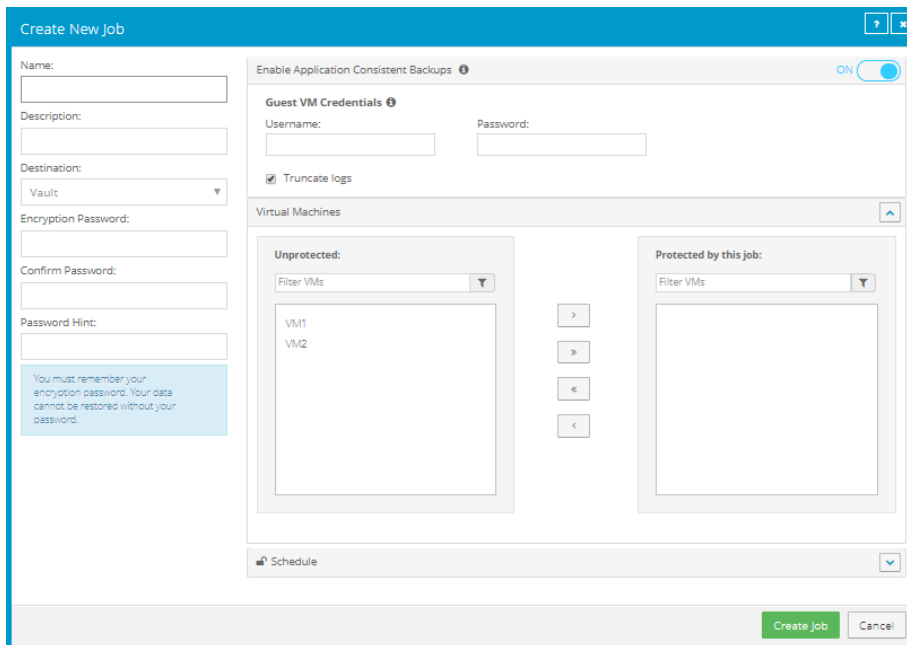 Create New Job
?
×
Name:
Description:
Destination:
Vault
Encryption Password:
Confirm Password:
Password Hint:
You must remember your
encryption password. Your data
cannot be restored without your
password.
Enable Application Consistent Backups
ON
Guest VM Credentials
Username:
Password:
Truncate logs
Virtual Machines
Unprotected:
Filter VMs
VM1
VM2
>
»
«
<
Protected by this job:
Filter VMs
Schedule
Create Job
Cancel